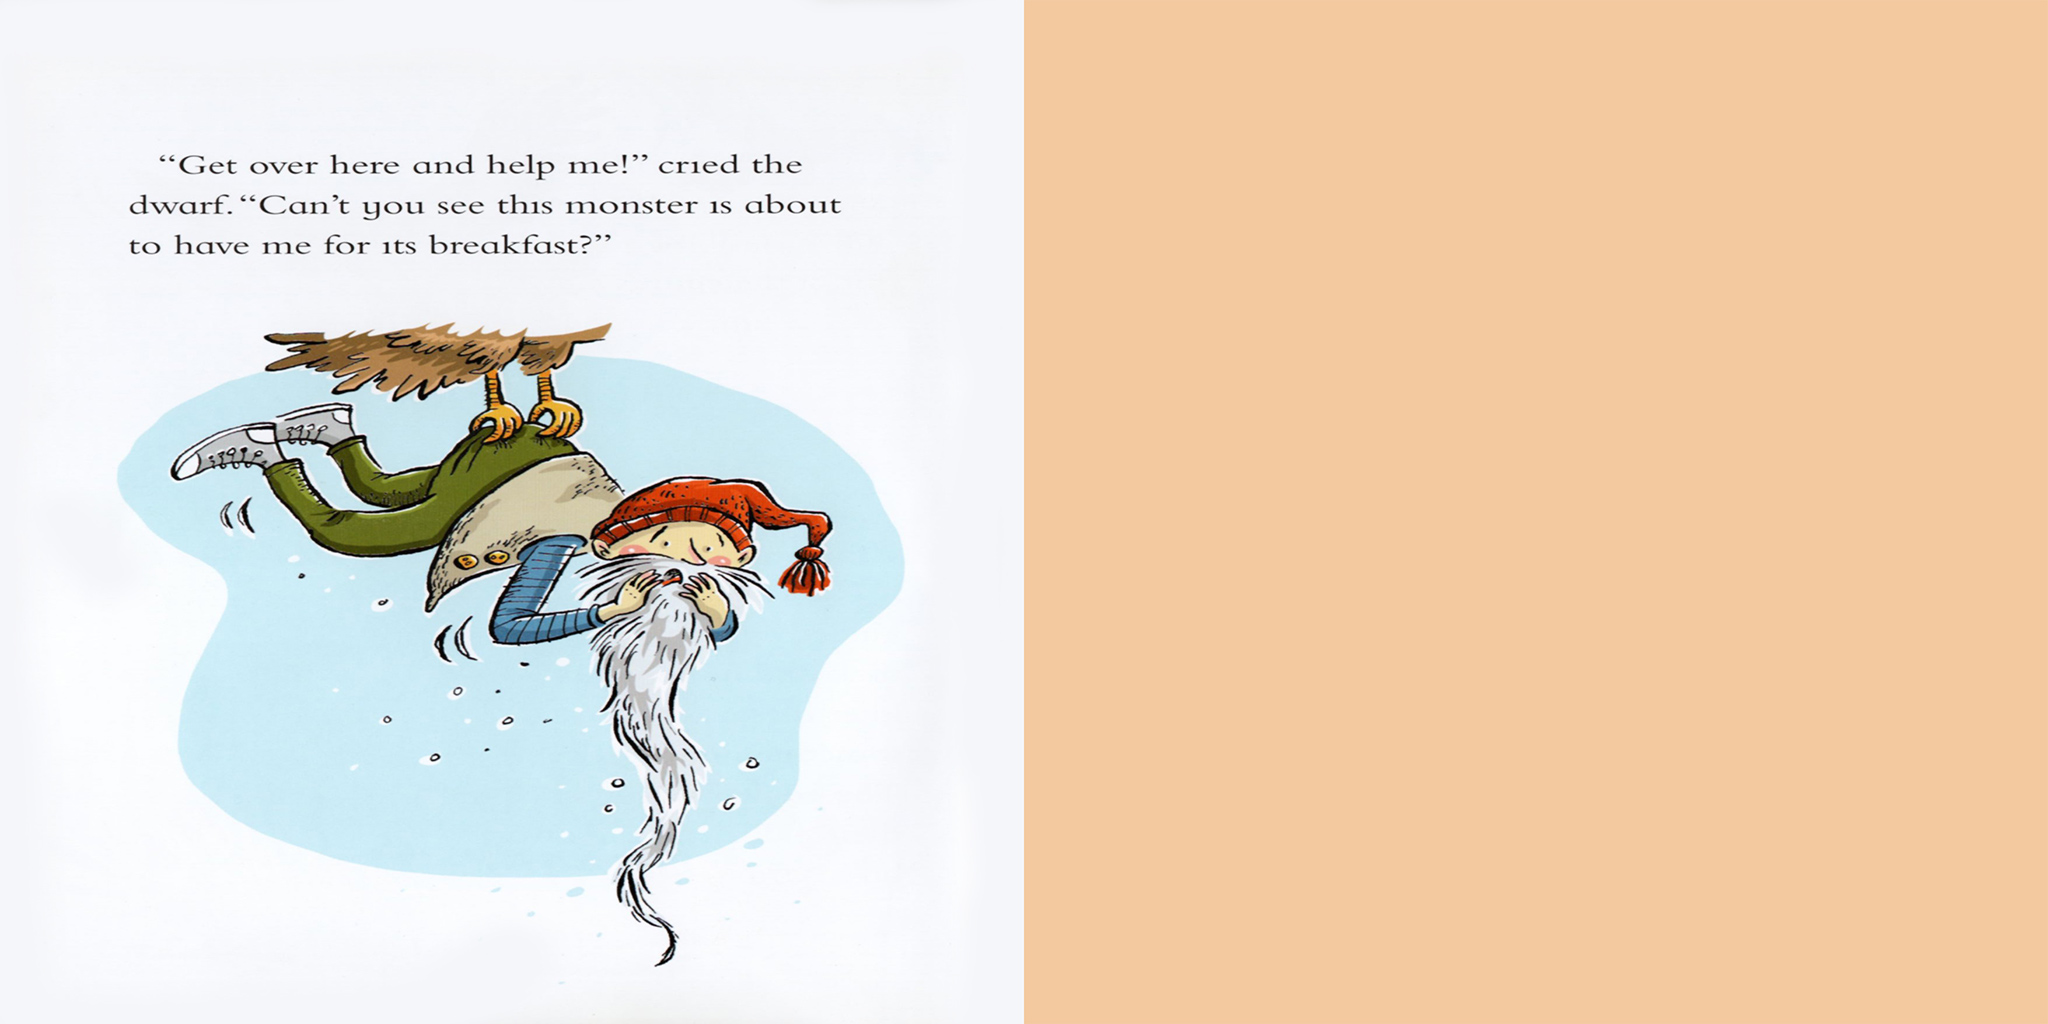 “Get over here and help me!” cried the
dwarf. “Can’t you see this monster is about
to have me for its breakfast?”